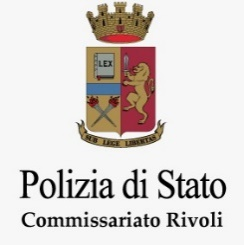 LEX
SUB LEGE LIBERTAS
Polizia di Stato
Commissariato Rivoli